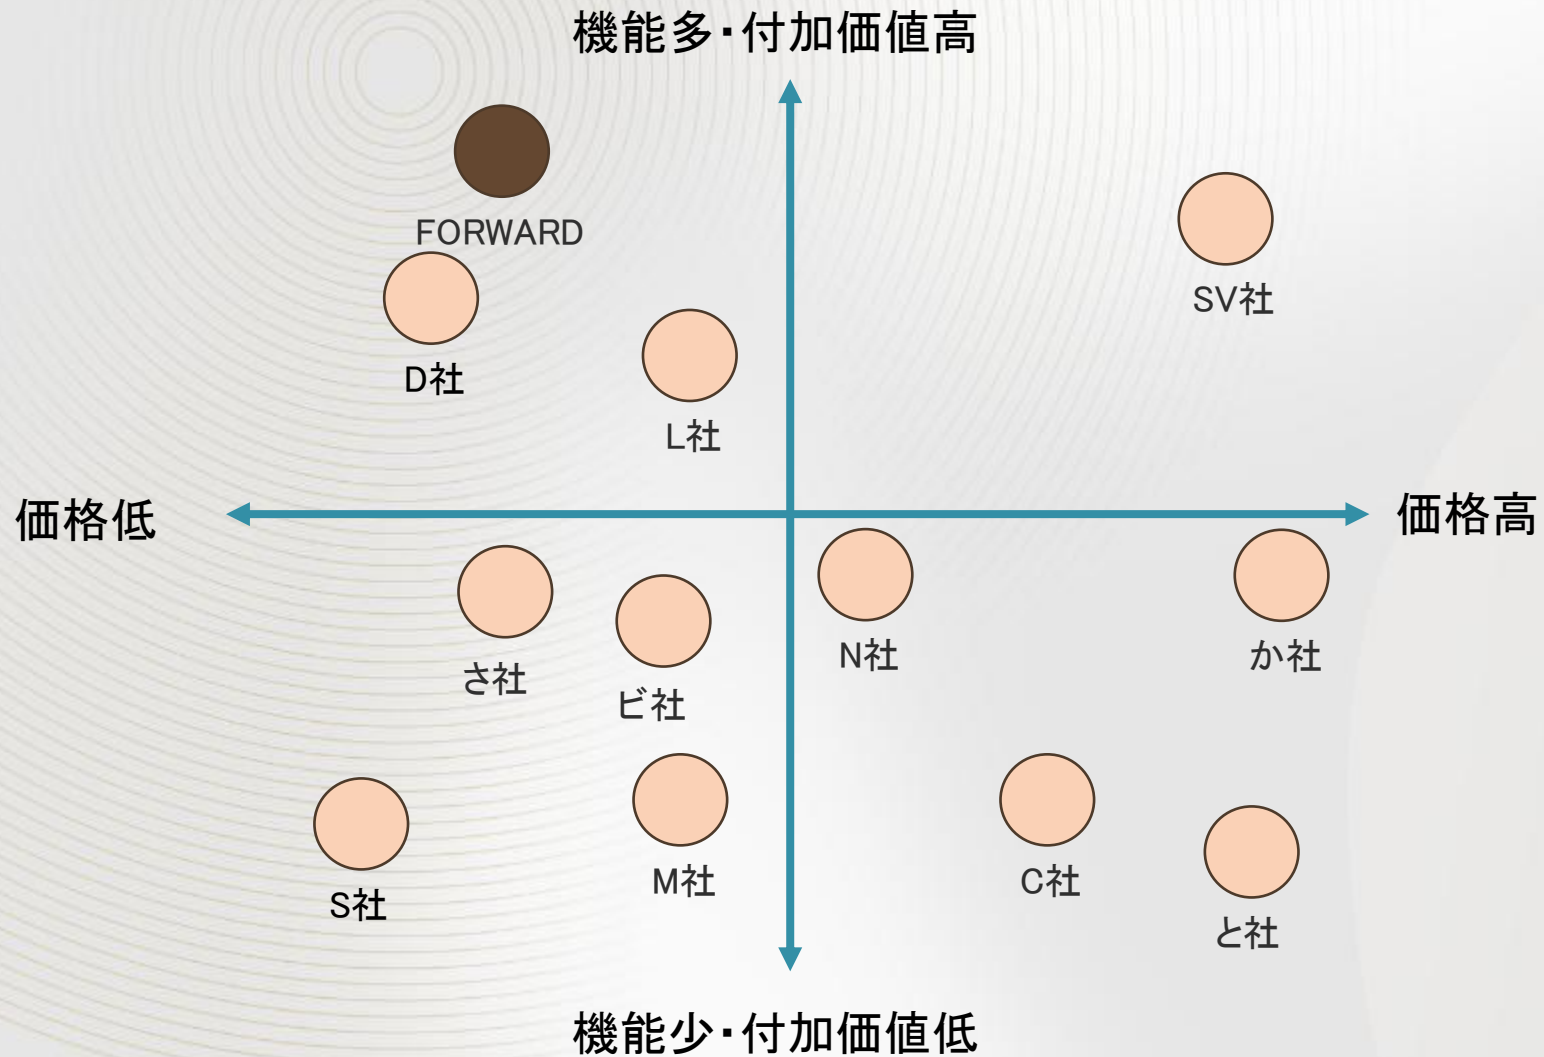 機能多・付加価値高
FORWARD
SV社
D社
L社
価格低
価格高
N社
か社
さ社
ビ社
M社
C社
S社
と社
機能少・付加価値低